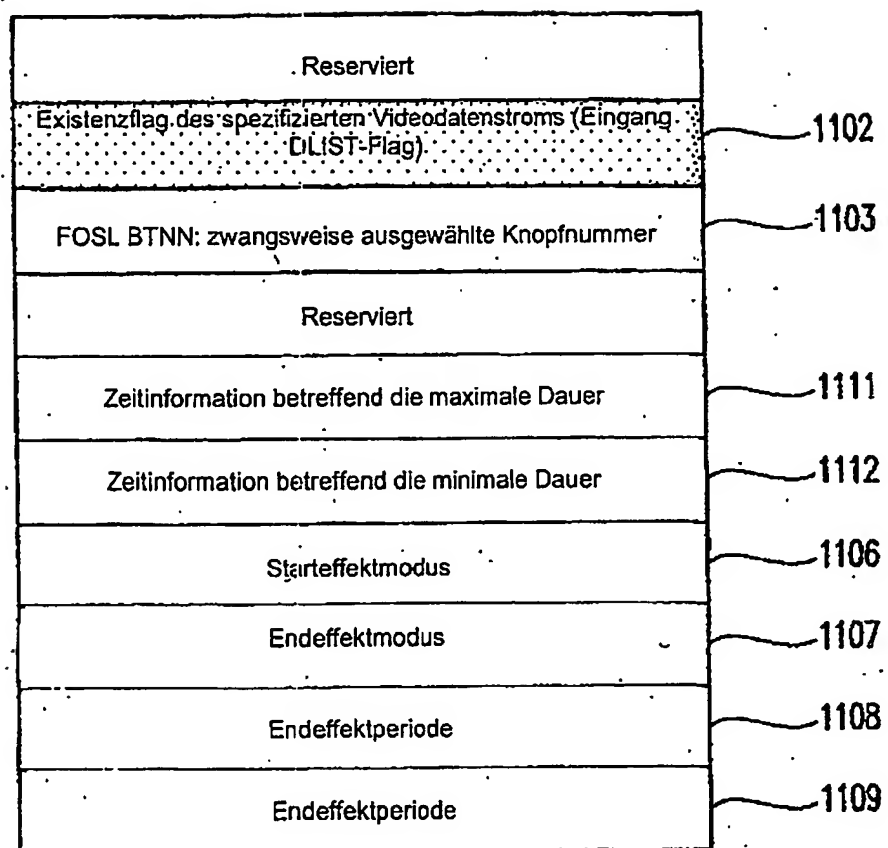 Reserviert
Existenzflag des spezifizierten Videodatenstroms (Eingang
DLIST-Flag)
1102
FOSL BTNN: zwangsweise ausgewählte Knopfnummer
1103
Reserviert
Zeitinformation betreffend die maximale Dauer
1111
Zeitinformation betreffend die minimale Dauer
1112
Starteffektmodus
1106
Endeffektmodus
1107
Endeffektperiode
1108
Endeffektperiode
1109